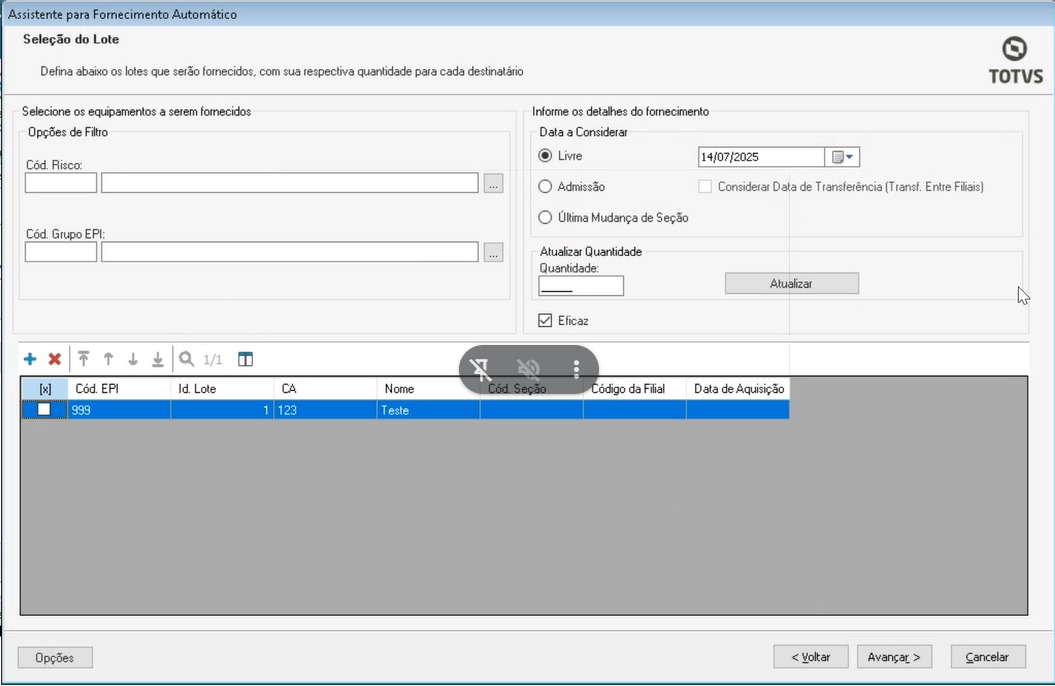 Assistente para Fornecimento Automático
Seleção do Lote
Defina abaixo os lotes que serão fornecidos, com sua respectiva quantidade para cada destinatário
TOTVS
Selecione os equipamentos a serem fornecidos
Opções de Filtro
Cód. Risco:
...
Cód. Grupo EPI:
...
Informe os detalhes do fornecimento
Data a Considerar
Livre 14/07/2025
Admissão Considerar Data de Transferência (Transf. Entre Filiais)
Última Mudança de Seção
Atualizar Quantidade
Quantidade:
_____ Atualizar
Eficaz
1/1
[x] Cód. EPI Id. Lote CA Nome Cód. Seção Código da Filial Data de Aquisição
999 1 123 Teste
Opções < Voltar Avançar > Cancelar